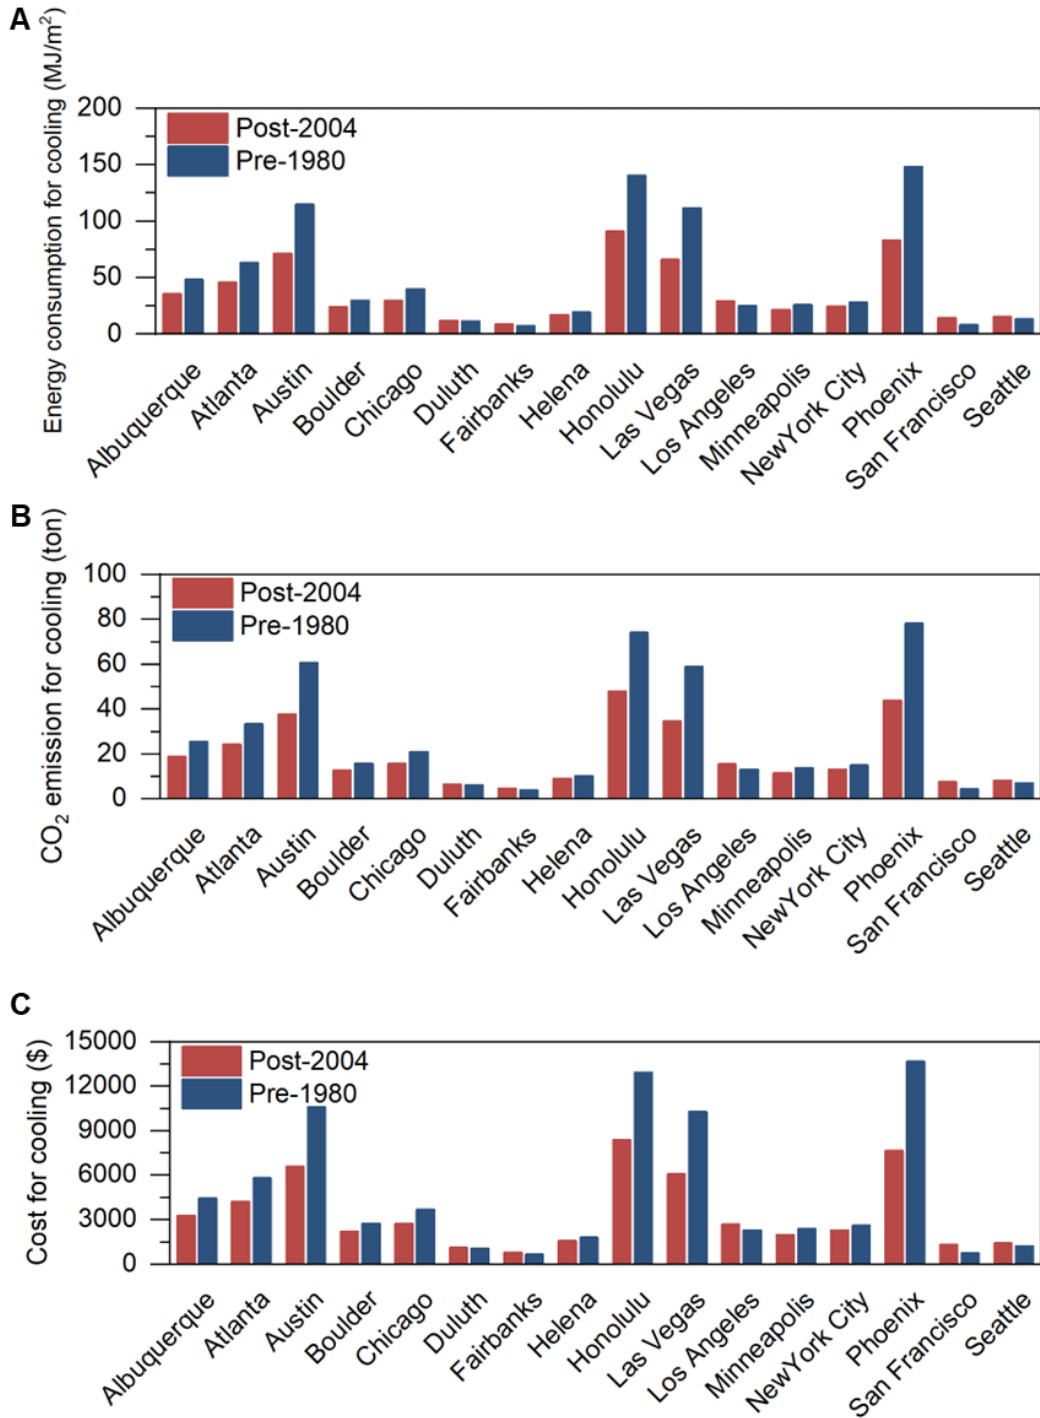 A
Energy consumption for cooling (MJ/m²)
200
150
100
50
0
Post-2004
Pre-1980
Albuquerque
Atlanta
Austin
Boulder
Chicago
Duluth
Fairbanks
Helena
Honolulu
Las Vegas
Los Angeles
Minneapolis
NewYork City
Phoenix
San Francisco
Seattle
B
CO₂ emission for cooling (ton)
100
80
60
40
20
0
Post-2004
Pre-1980
Albuquerque
Atlanta
Austin
Boulder
Chicago
Duluth
Fairbanks
Helena
Honolulu
Las Vegas
Los Angeles
Minneapolis
NewYork City
Phoenix
San Francisco
Seattle
C
Cost for cooling ($)
15000
12000
9000
6000
3000
0
Post-2004
Pre-1980
Albuquerque
Atlanta
Austin
Boulder
Chicago
Duluth
Fairbanks
Helena
Honolulu
Las Vegas
Los Angeles
Minneapolis
NewYork City
Phoenix
San Francisco
Seattle